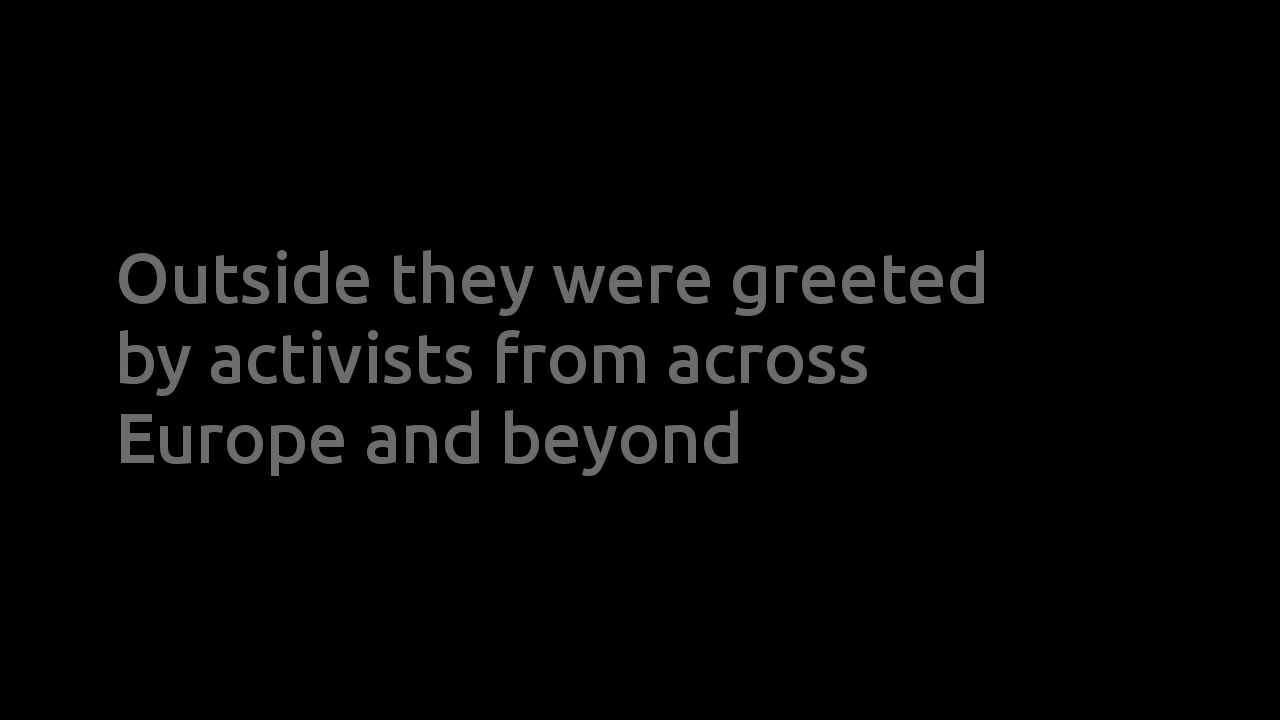 Outside they were greeted
by activists from across
Europe and beyond